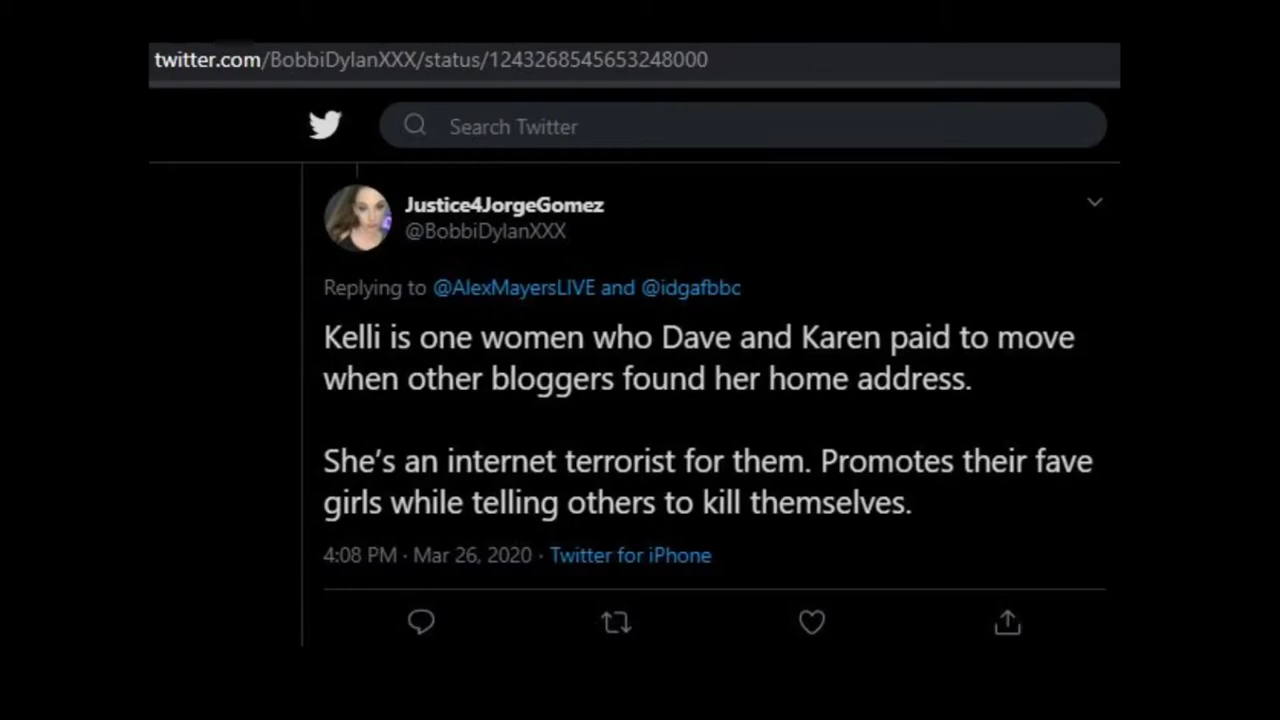 twitter.com/BobbiDylanXXX/status/1243268545653248000
Search Twitter
Justice4JorgeGomez
@BobbiDylanXXX
Replying to @AlexMayersLIVE and @idgafbbc
Kelli is one women who Dave and Karen paid to move
when other bloggers found her home address.
She's an internet terrorist for them. Promotes their fave
girls while telling others to kill themselves.
4:08 PM · Mar 26, 2020 · Twitter for iPhone